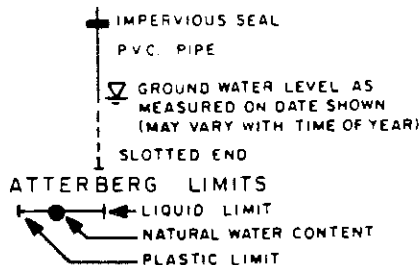 IMPERVIOUS SEAL
P.V.C. PIPE
GROUND WATER LEVEL AS
MEASURED ON DATE SHOWN
(MAY VARY WITH TIME OF YEAR)
SLOTTED END
ATTERBERG LIMITS
LIQUID LIMIT
NATURAL WATER CONTENT
PLASTIC LIMIT